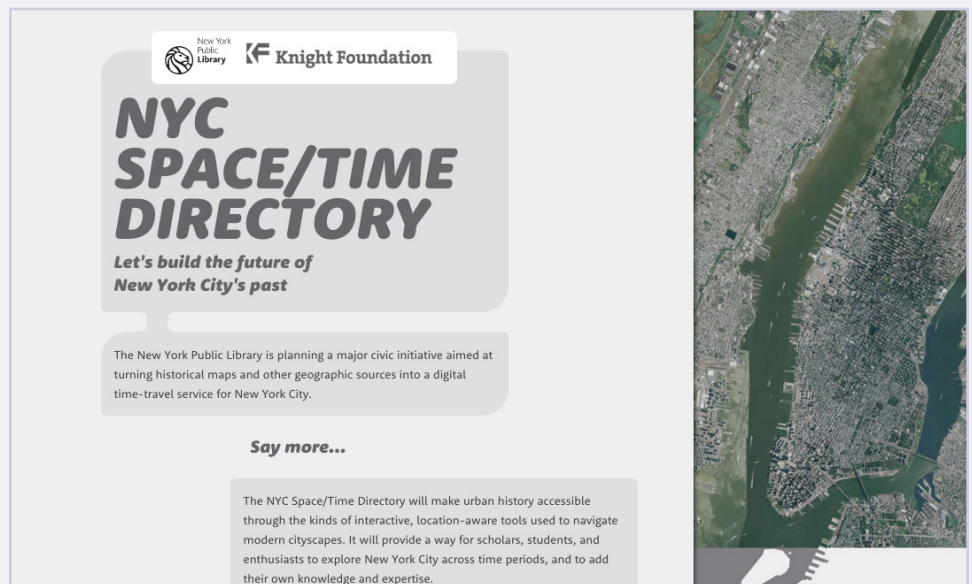 New York
Public
Library
Knight Foundation
NYC
SPACE/TIME
DIRECTORY
Let's build the future of
New York City's past
The New York Public Library is planning a major civic initiative aimed at
turning historical maps and other geographic sources into a digital
time-travel service for New York City.
Say more...
The NYC Space/Time Directory will make urban history accessible
through the kinds of interactive, location-aware tools used to navigate
modern cityscapes. It will provide a way for scholars, students, and
enthusiasts to explore New York City across time periods, and to add
their own knowledge and expertise.